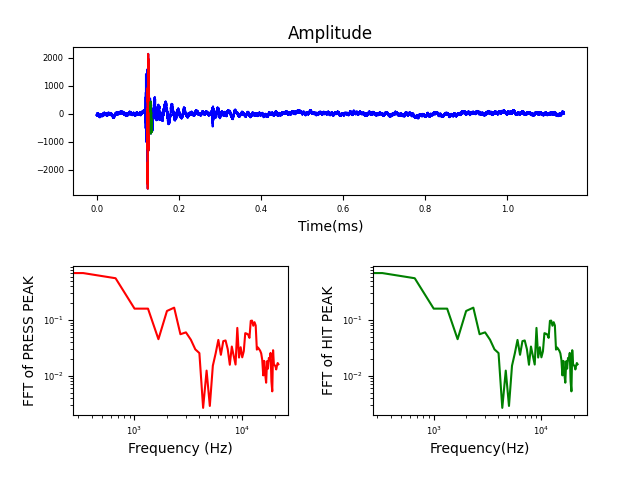 Amplitude
2000
1000
0
−1000
−2000
0.0 0.2 0.4 0.6 0.8 1.0
Time(ms)
FFT of PRESS PEAK
10⁻¹
10⁻²
10³ 10⁴
Frequency (Hz)
FFT of HIT PEAK
10⁻¹
10⁻²
10³ 10⁴
Frequency(Hz)